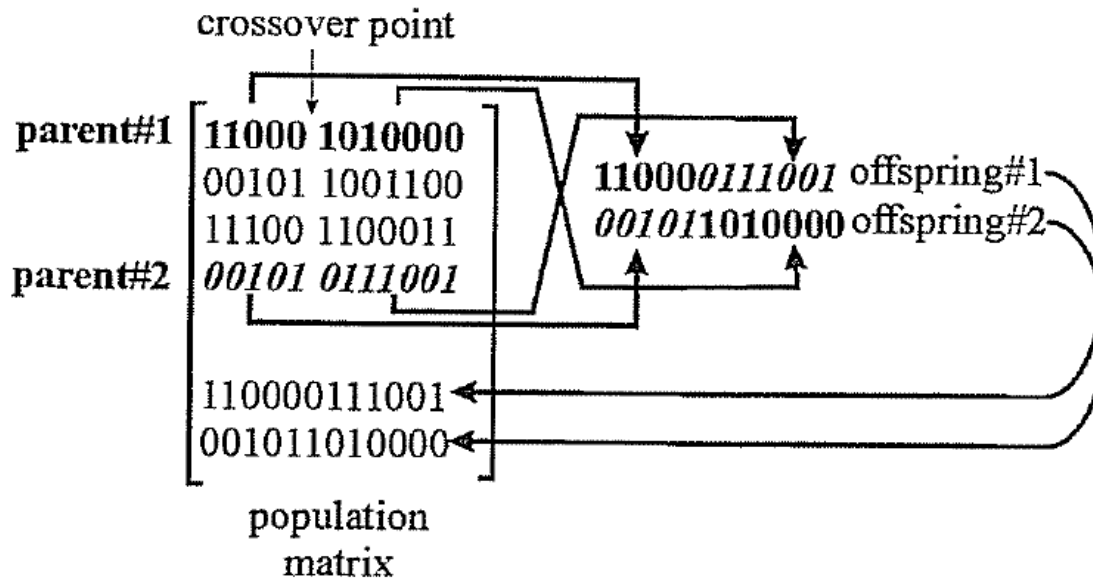 crossover point
parent#1 11000 1010000
00101 1001100
11100 1100011
parent#2 00101 0111001
110000111001
001011010000
110000111001 offspring#1
001011010000 offspring#2
population
matrix